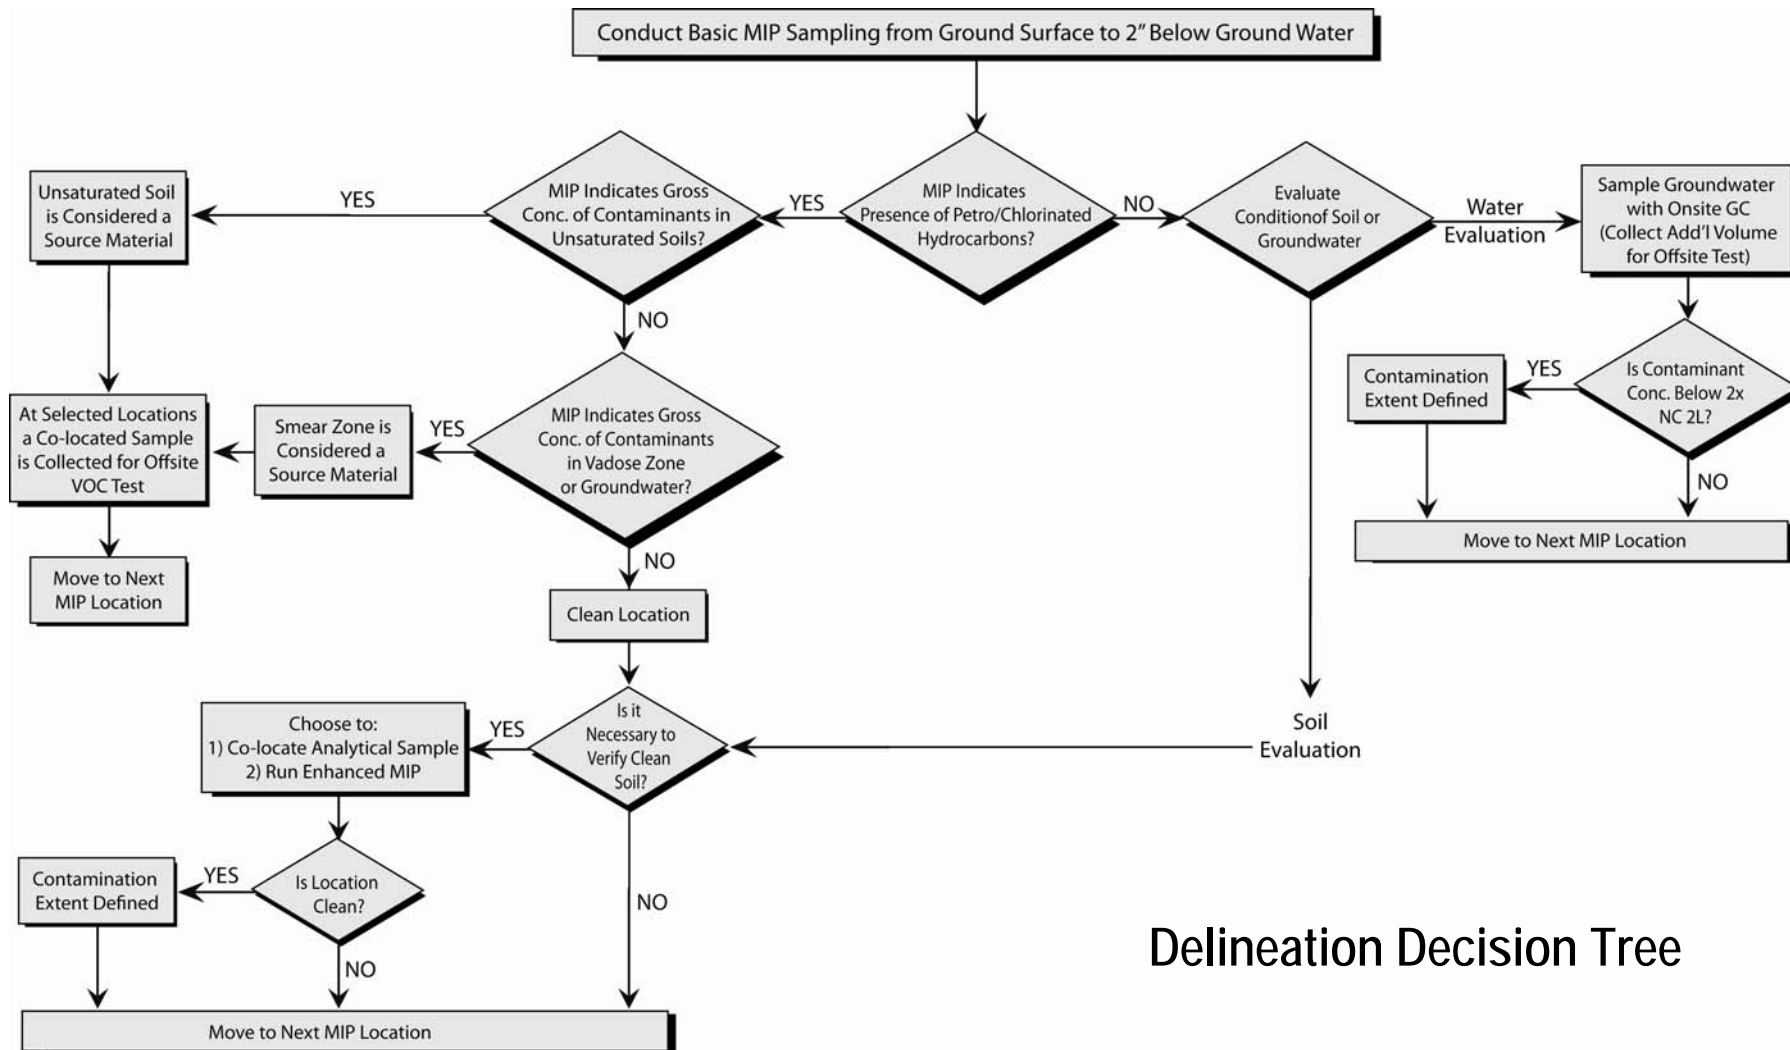 Conduct Basic MIP Sampling from Ground Surface to 2" Below Ground Water
Unsaturated Soil
is Considered a
Source Material
YES
MIP Indicates Gross
Conc. of Contaminants in
Unsaturated Soils?
YES
MIP Indicates
Presence of Petro/Chlorinated
Hydrocarbons?
NO
Evaluate
Conditionof Soil or
Groundwater
Water
Evaluation
Sample Groundwater
with Onsite GC
(Collect Add'l Volume
for Offsite Test)
NO
At Selected Locations
a Co-located Sample
is Collected for Offsite
VOC Test
Smear Zone is
Considered a
Source Material
YES
MIP Indicates Gross
Conc. of Contaminants
in Vadose Zone
or Groundwater?
Contamination
Extent Defined
YES
Is Contaminant
Conc. Below 2x
NC 2L?
NO
Move to Next MIP Location
Move to Next
MIP Location
NO
Clean Location
Choose to:
1) Co-locate Analytical Sample
2) Run Enhanced MIP
YES
Is it
Necessary to
Verify Clean
Soil?
Soil
Evaluation
Contamination
Extent Defined
YES
Is Location
Clean?
NO
NO
Delineation Decision Tree
Move to Next MIP Location